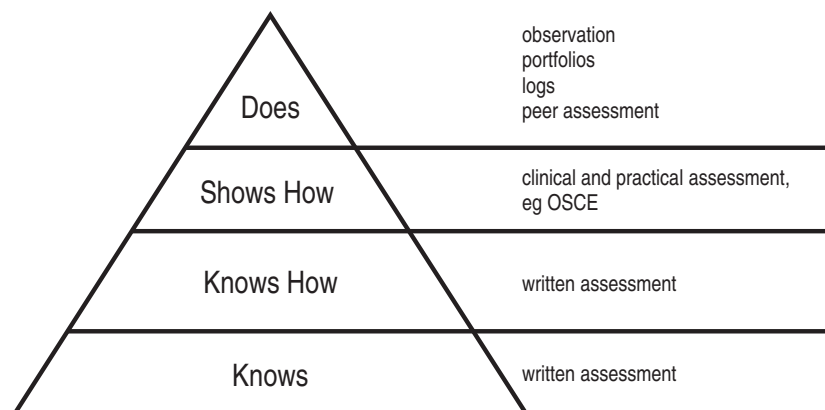 observation
portfolios
logs
peer assessment
Does
clinical and practical assessment,
eg OSCE
Shows How
Knows How
written assessment
Knows
written assessment